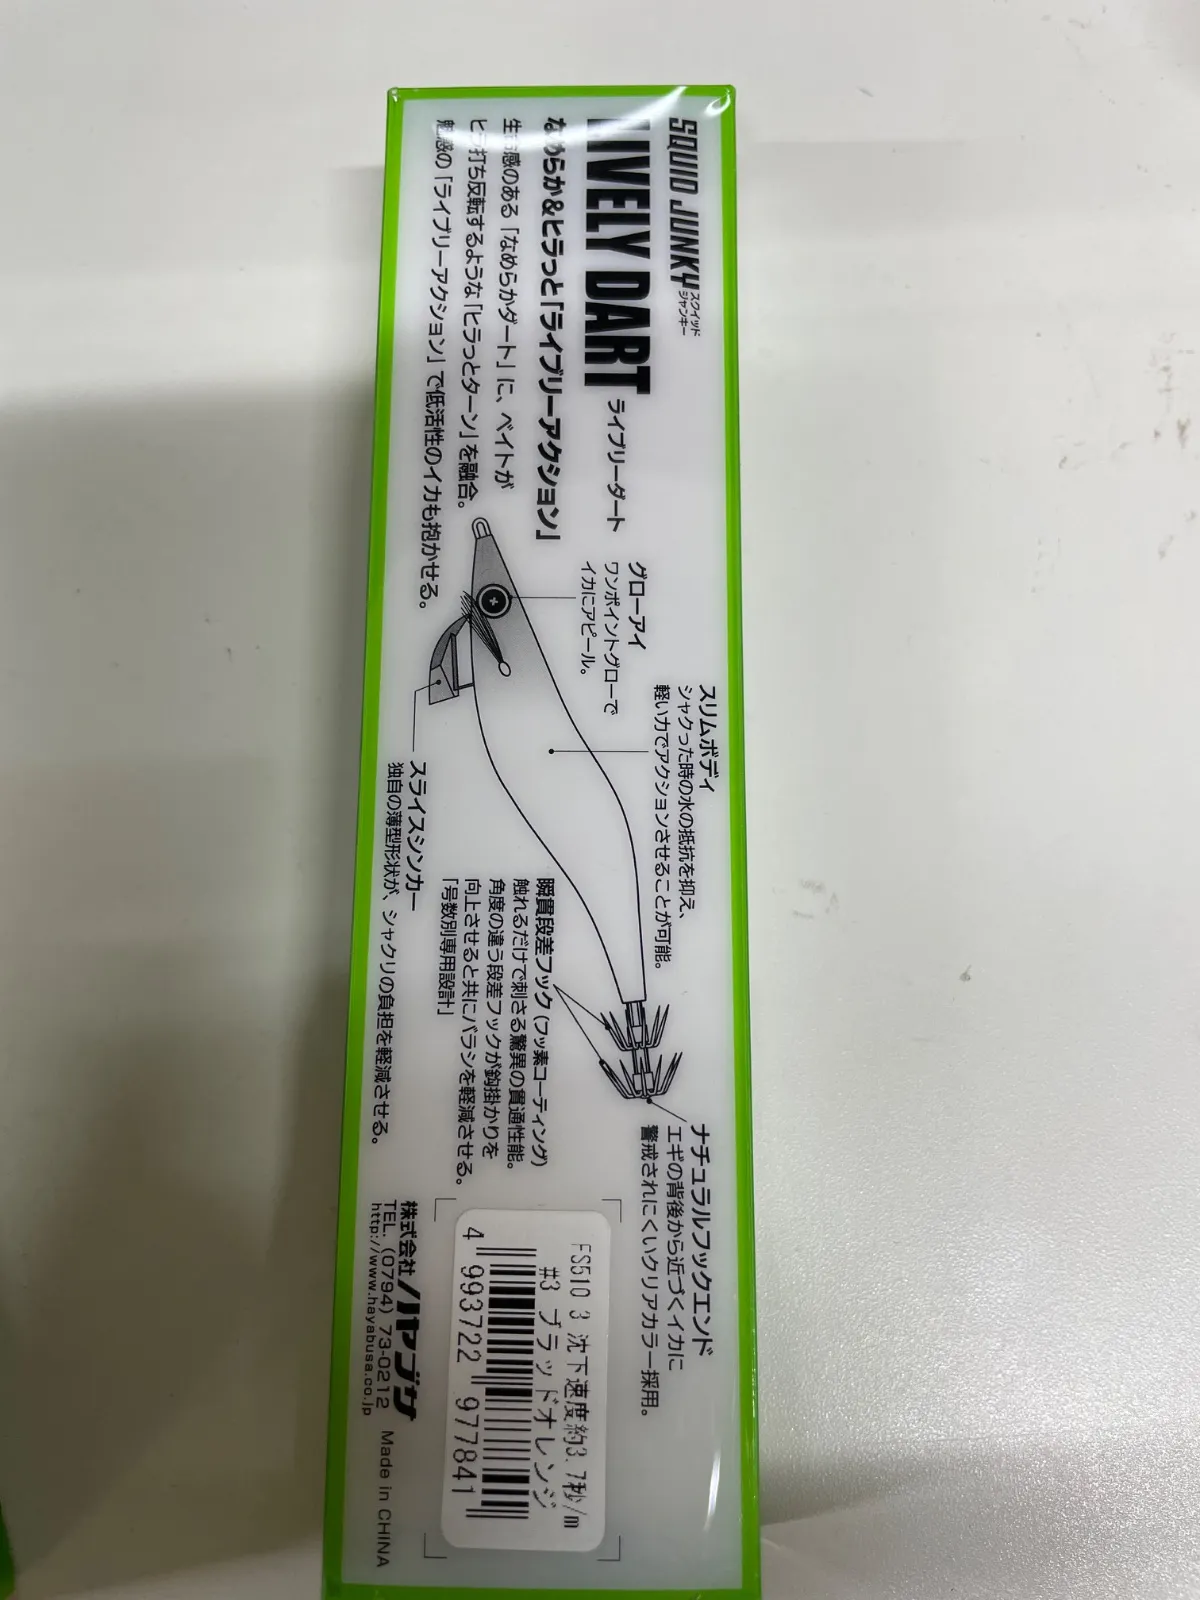 SQUID JUNKY スクイッド
ジャンキー
LIVELY DART ライブリーダート
なめらか&ヒラっと「ライブリーアクション」
生命感のある「なめらかダート」に、ベイトが
ヒラ打ち反転するような「ヒラっとターン」を融合。
魅惑の「ライブリーアクション」で低活性のイカも抱かせる。
グローアイ
ワンポイントグローで
イカにアピール。
スリムボディ
シャクった時の水の抵抗を抑え、
軽い力でアクションさせることが可能。
スライスシンカー
独自の薄型形状が、シャクリの負担を軽減させる。
瞬貫段差フック(フッ素コーティング)
触れるだけで刺さる驚異の貫通性能。
角度の違う段差フックが鈎掛かりを
向上させると共にバラシを軽減させる。
「号数別専用設計」
ナチュラルフックエンド
エギの背後から近づくイカに
警戒されにくいクリアカラー採用。
FS510 3 沈下速度約3.7秒/m
#3 ブラッドオレンジ
4 993722 977841
株式会社ハヤブサ
TEL. (0794) 73-0212
http://www.hayabusa.co.jp
Made in CHINA